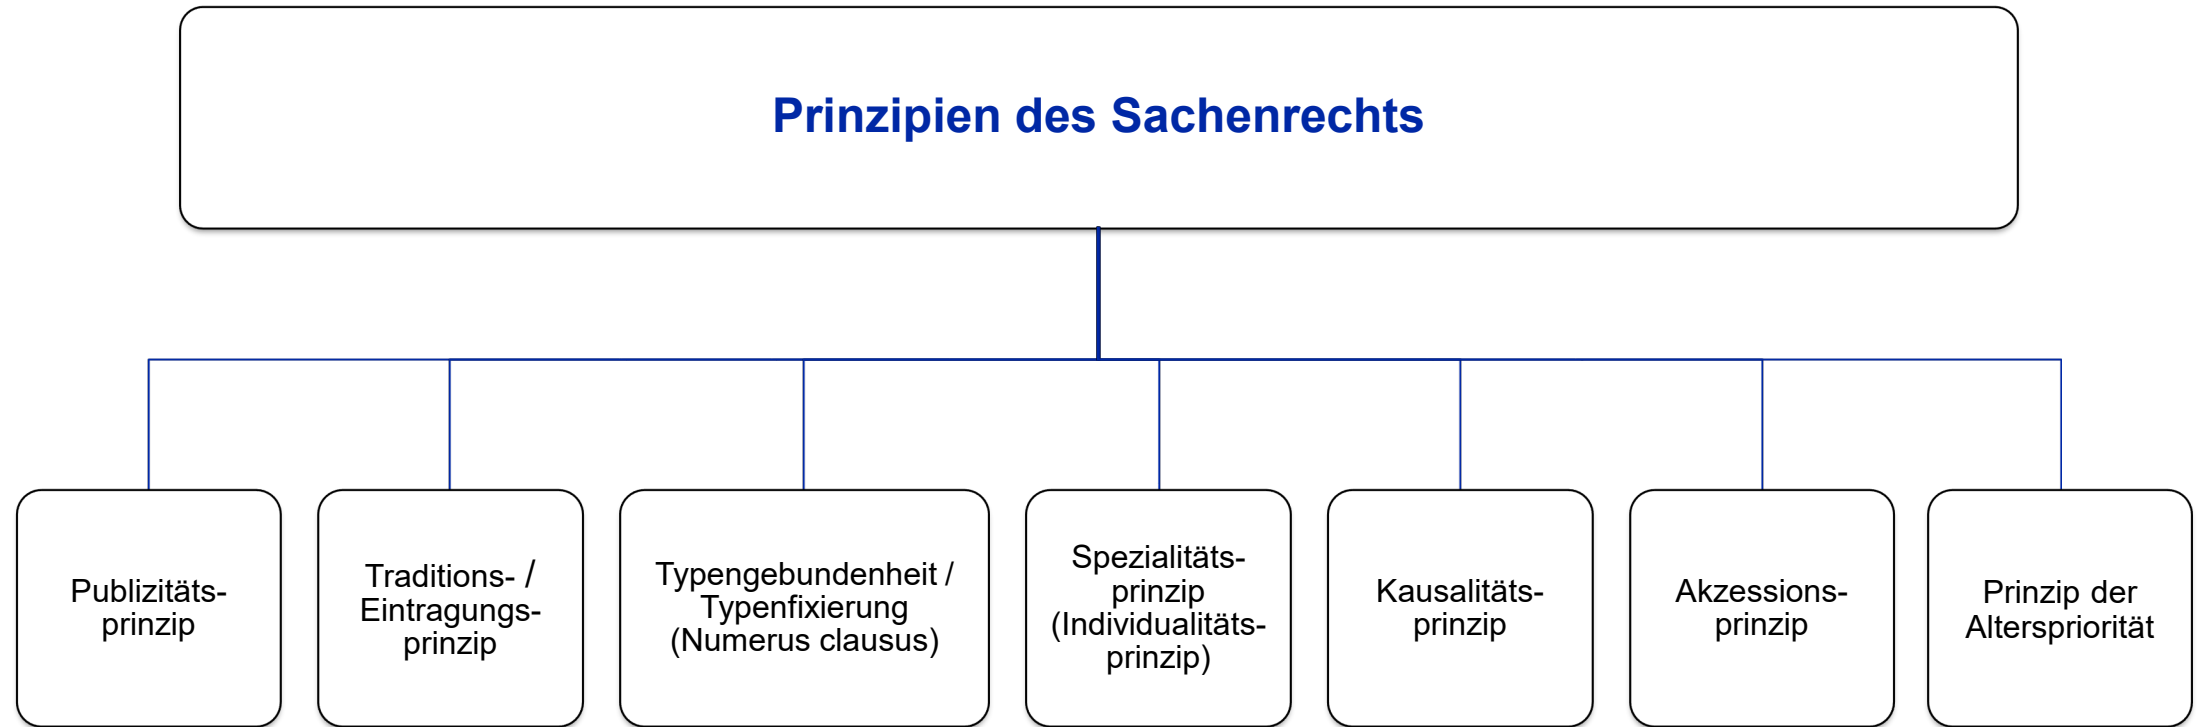 Prinzipien des Sachenrechts
Publizitäts-
prinzip
Traditions- /
Eintragungs-
prinzip
Typengebundenheit /
Typenfixierung
(Numerus clausus)
Spezialitäts-
prinzip
(Individualitäts-
prinzip)
Kausalitäts-
prinzip
Akzessions-
prinzip
Prinzip der
Alterspriorität